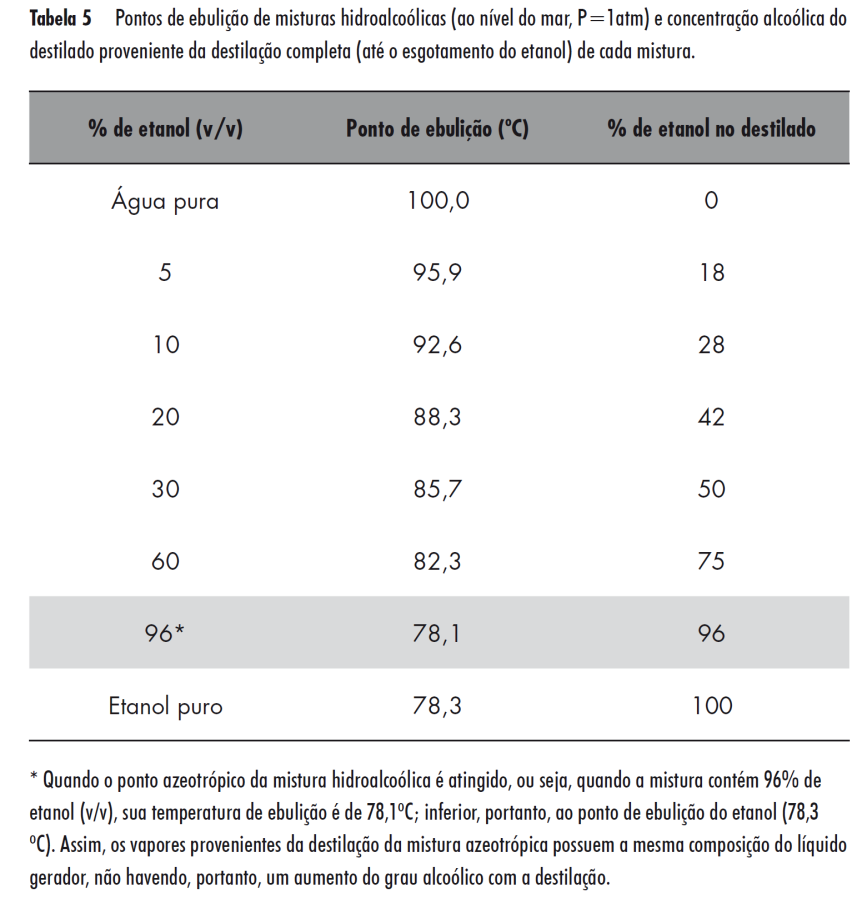 Tabela 5 Pontos de ebulição de misturas hidroalcoólicas (ao nível do mar, P=1atm) e concentração alcoólica do
destilado proveniente da destilação completa (até o esgotamento do etanol) de cada mistura.
% de etanol (v/v) Ponto de ebulição (ºC) % de etanol no destilado
Água pura 100,0 0
5 95,9 18
10 92,6 28
20 88,3 42
30 85,7 50
60 82,3 75
96* 78,1 96
Etanol puro 78,3 100
* Quando o ponto azeotrópico da mistura hidroalcoólica é atingido, ou seja, quando a mistura contém 96% de
etanol (v/v), sua temperatura de ebulição é de 78,1ºC; inferior, portanto, ao ponto de ebulição do etanol (78,3
ºC). Assim, os vapores provenientes da destilação da mistura azeotrópica possuem a mesma composição do líquido
gerador, não havendo, portanto, um aumento do grau alcoólico com a destilação.